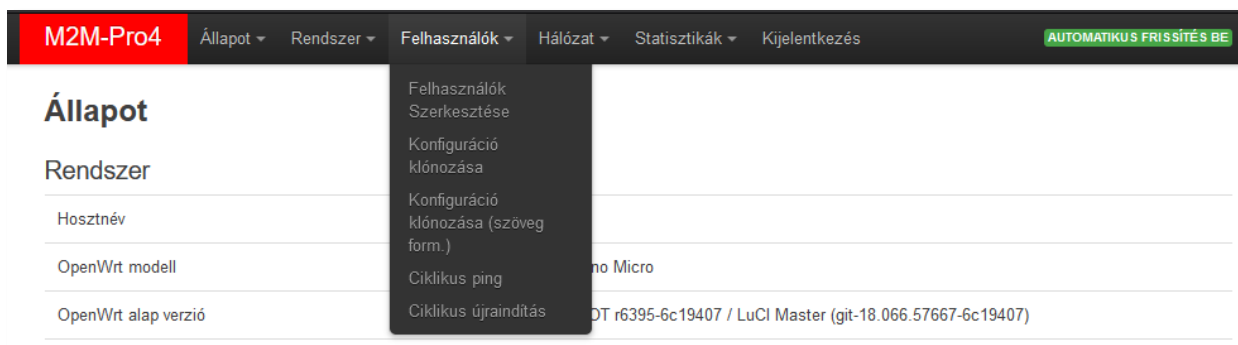 M2M-Pro4 Állapot Rendszer Felhasználók Hálózat Statisztikák Kijelentkezés AUTOMATIKUS FRISSÍTÉS BE
Felhasználók
Szerkesztése
Konfiguráció
klónozása
Konfiguráció
klónozása (szöveg
form.)
Ciklikus ping
Ciklikus újraindítás
Állapot
Rendszer
Hosztnév
OpenWrt modell no Micro
OpenWrt alap verzió OT r6395-6c19407 / LuCI Master (git-18.066.57667-6c19407)